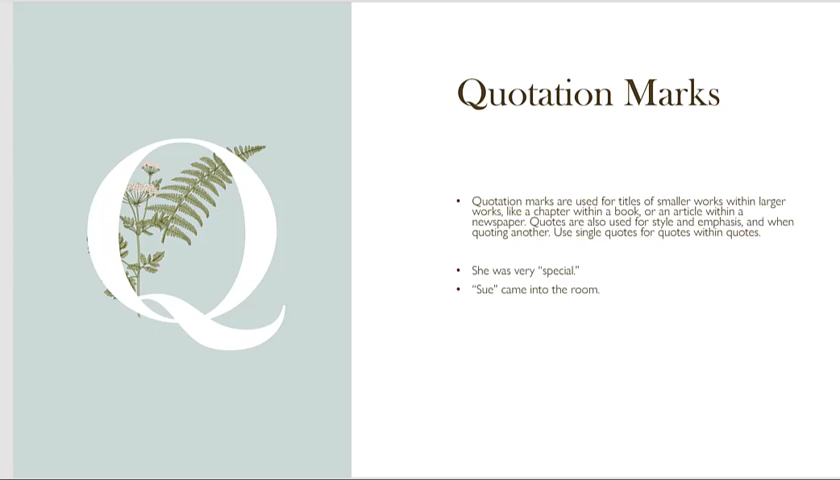 Q
Quotation Marks
• Quotation marks are used for titles of smaller works within larger
works, like a chapter within a book, or an article within a
newspaper. Quotes are also used for style and emphasis, and when
quoting another. Use single quotes for quotes within quotes.
• She was very “special.”
• “Sue” came into the room.